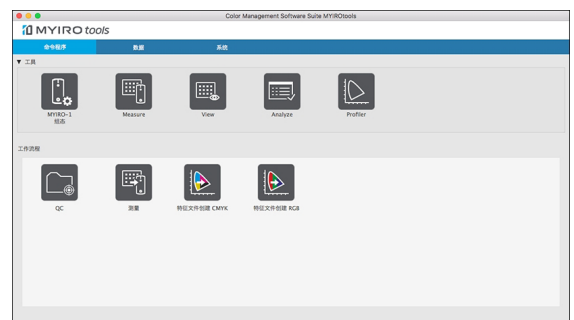 Color Management Software Suite MYIROtools
MYIRO tools
命令程序 数据 系统
▼ 工具
MYIRO-1 Measure View Analyze Profiler
组态
工作流程
QC 测量 特征文件创建 CMYK 特征文件创建 RGB